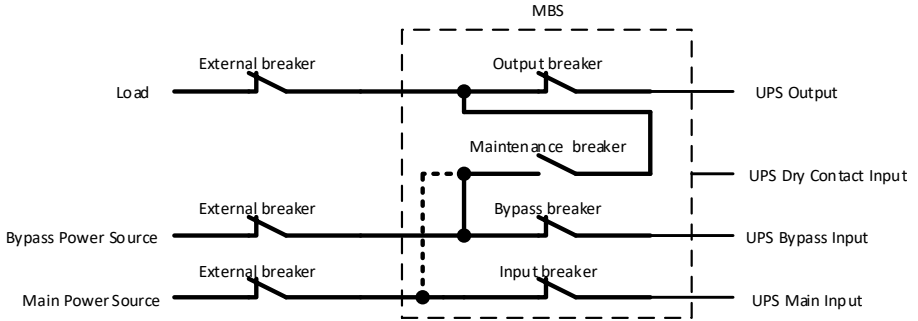 MBS
External breaker Output breaker
Load UPS Output
Maintenance breaker
UPS Dry Contact Input
External breaker Bypass breaker
Bypass Power Source UPS Bypass Input
External breaker Input breaker
Main Power Source UPS Main Input